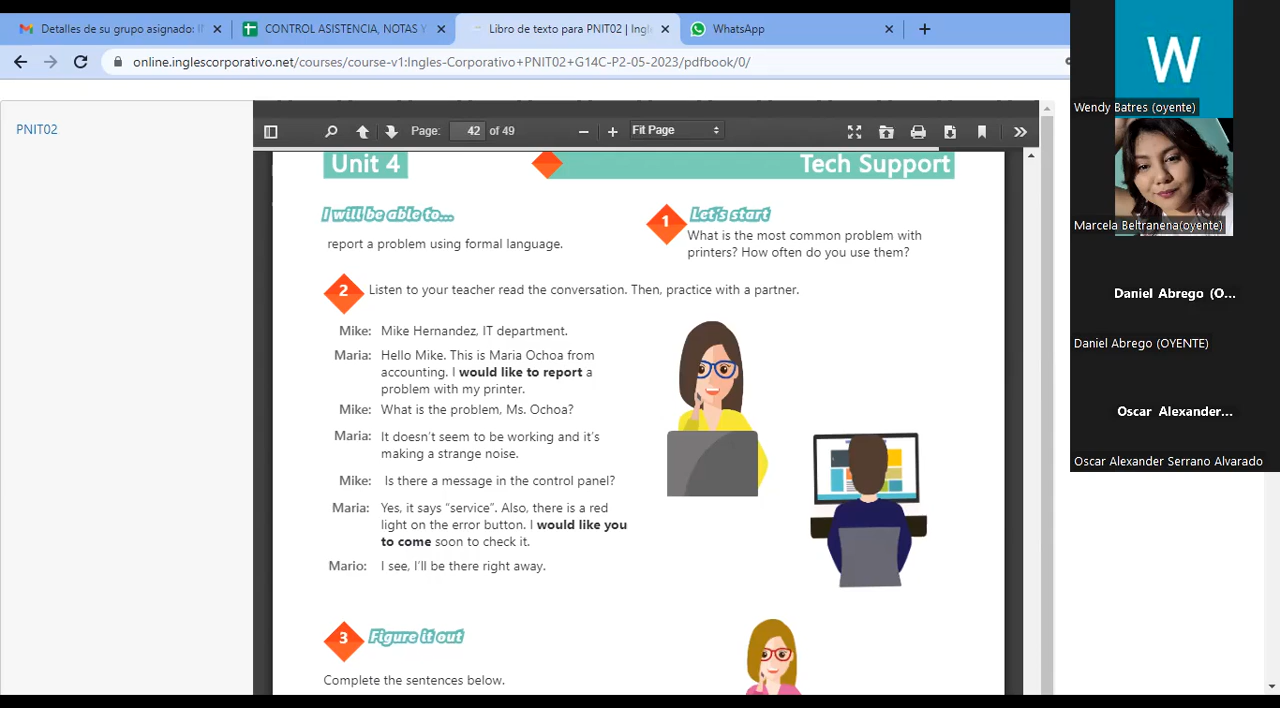 Detalles de su grupo asignado: I
CONTROL ASISTENCIA, NOTAS Y
Libro de texto para PNIT02 | Ingl
WhatsApp
online.inglescorporativo.net/courses/course-v1:Ingles-Corporativo+PNIT02+G14C-P2-05-2023/pdfbook/0/
PNIT02
Page: 42 of 49
Fit Page
Unit 4
Tech Support
I will be able to...
report a problem using formal language.
1 Let's start
What is the most common problem with
printers? How often do you use them?
2 Listen to your teacher read the conversation. Then, practice with a partner.
Mike: Mike Hernandez, IT department.
Maria: Hello Mike. This is Maria Ochoa from
accounting. I would like to report a
problem with my printer.
Mike: What is the problem, Ms. Ochoa?
Maria: It doesn't seem to be working and it's
making a strange noise.
Mike: Is there a message in the control panel?
Maria: Yes, it says “service”. Also, there is a red
light on the error button. I would like you
to come soon to check it.
Mario: I see, I'll be there right away.
3 Figure it out
Complete the sentences below.
W
Wendy Batres (oyente)
Marcela Beltranena(oyente)
Daniel Abrego (O...
Daniel Abrego (OYENTE)
Oscar Alexander...
Oscar Alexander Serrano Alvarado